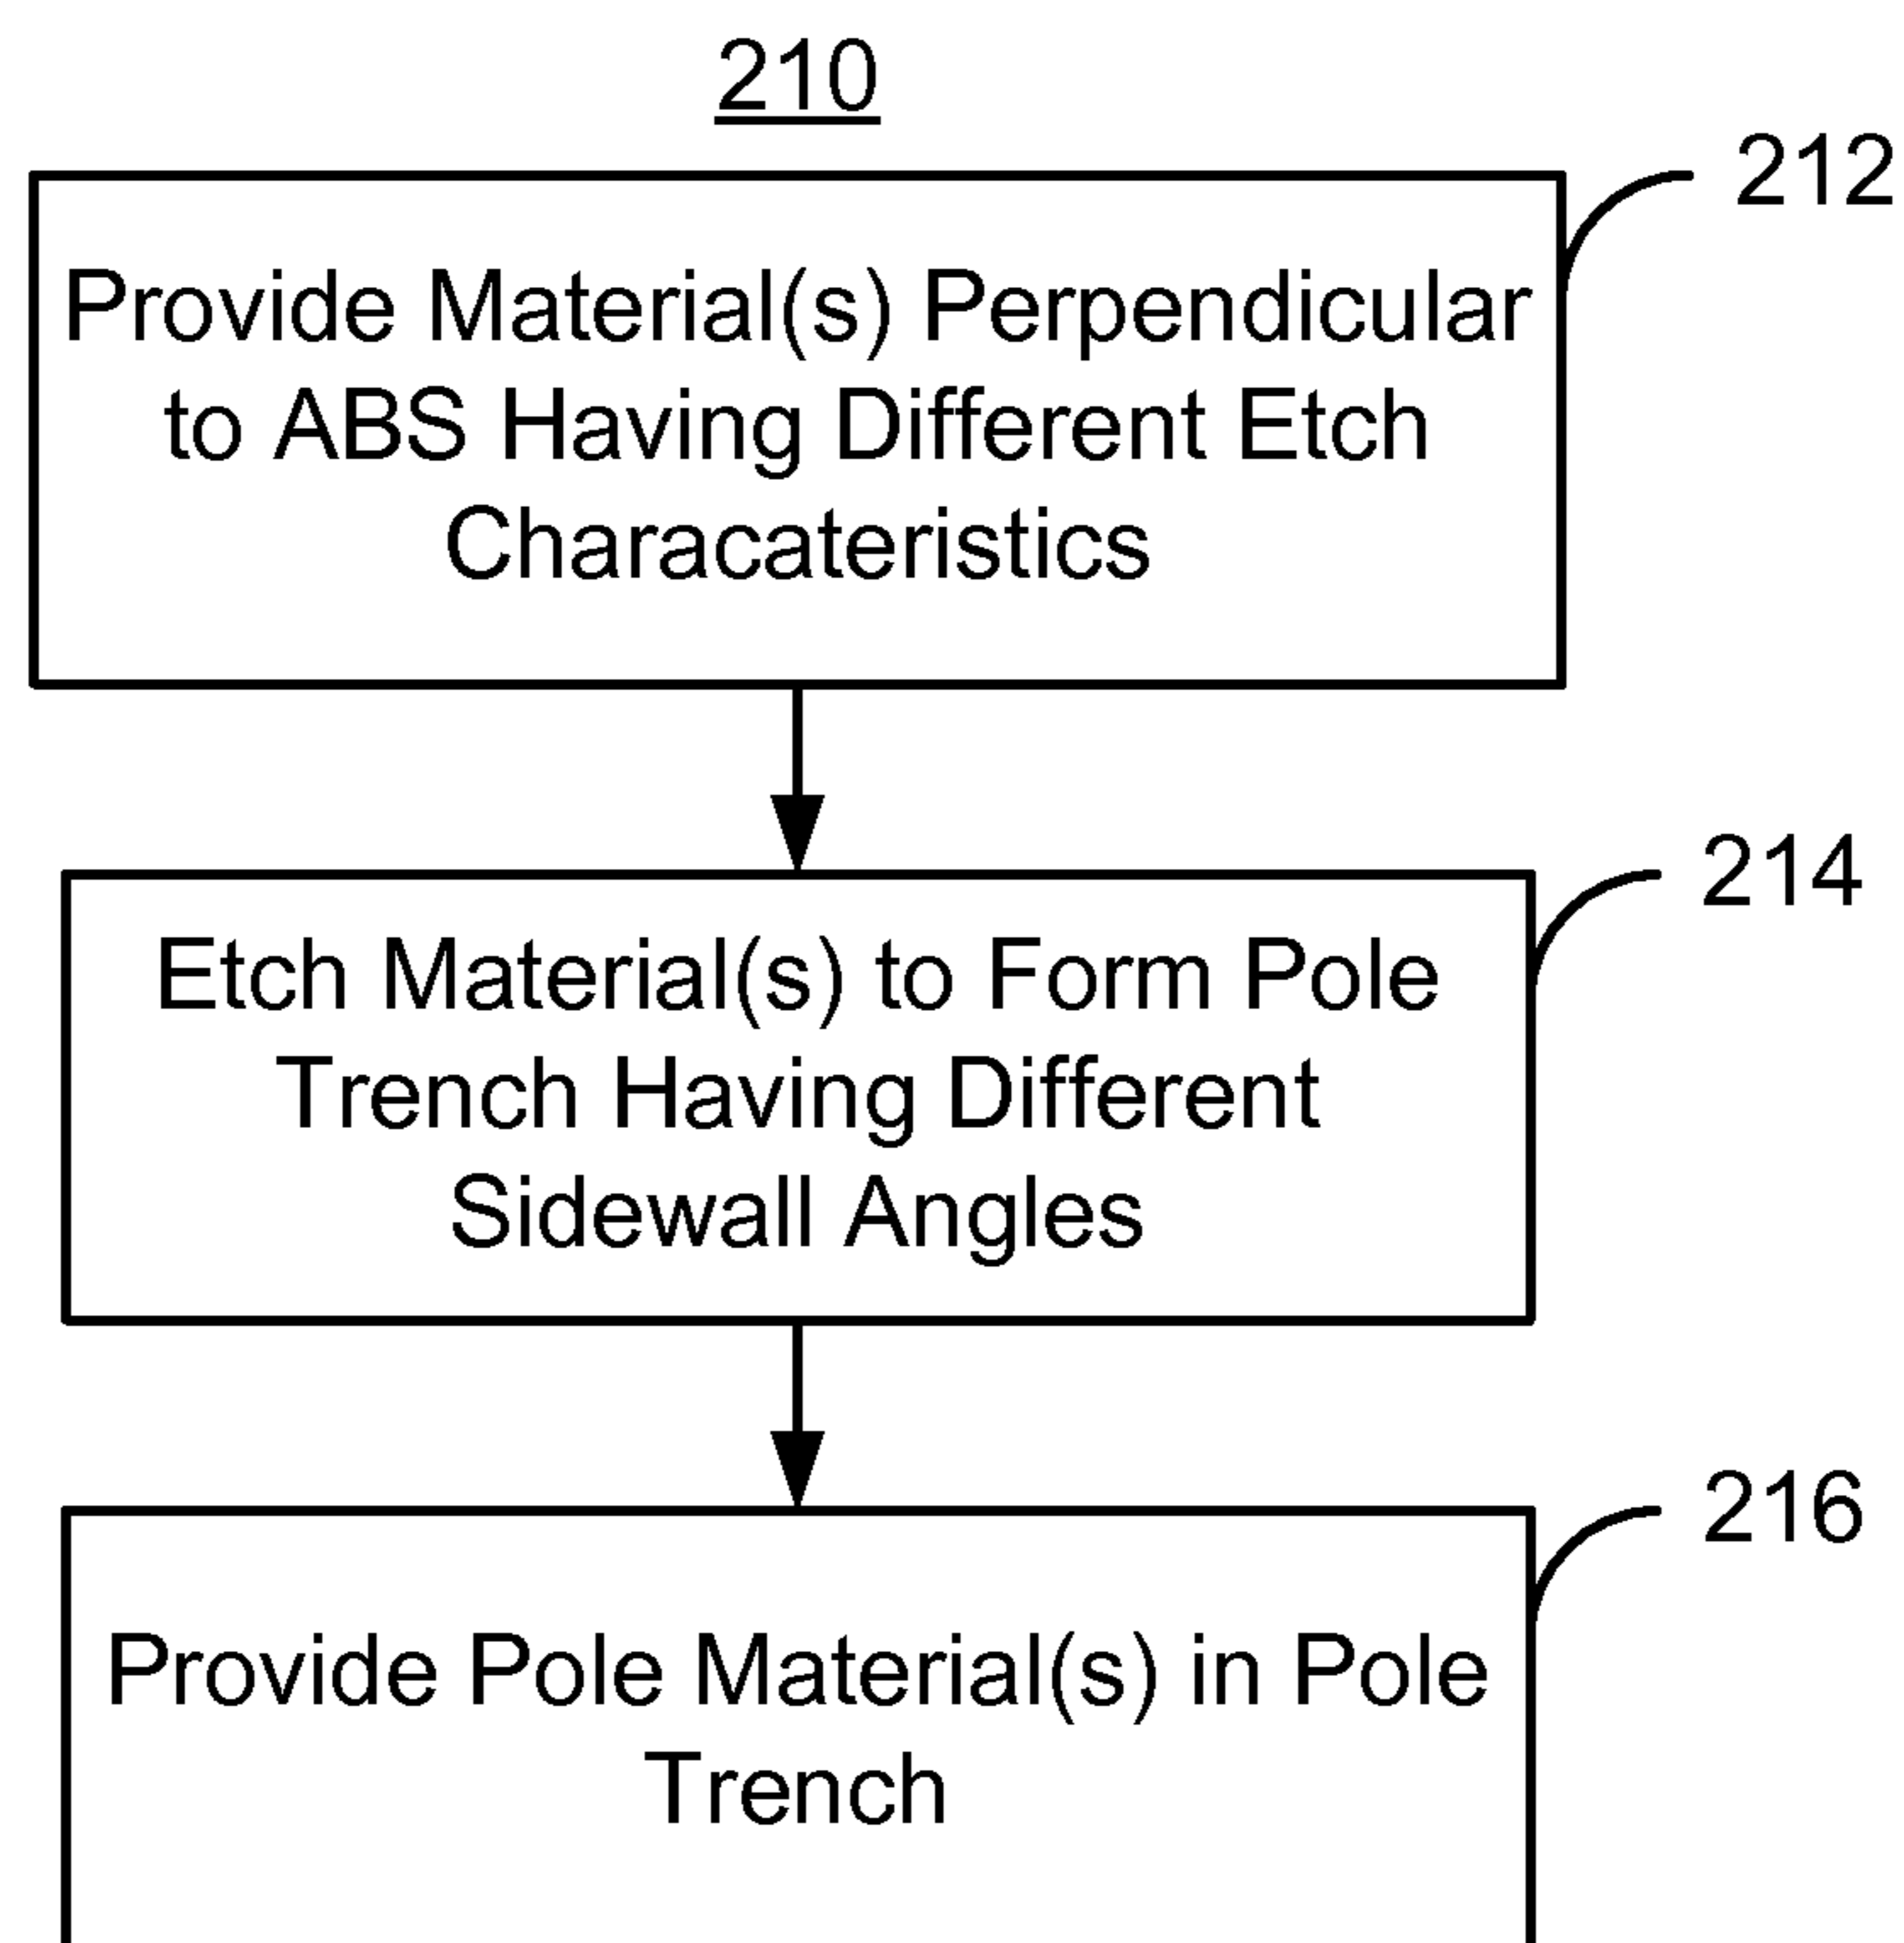 210
212
Provide Material(s) Perpendicular
to ABS Having Different Etch
Characateristics
214
Etch Material(s) to Form Pole
Trench Having Different
Sidewall Angles
216
Provide Pole Material(s) in Pole
Trench